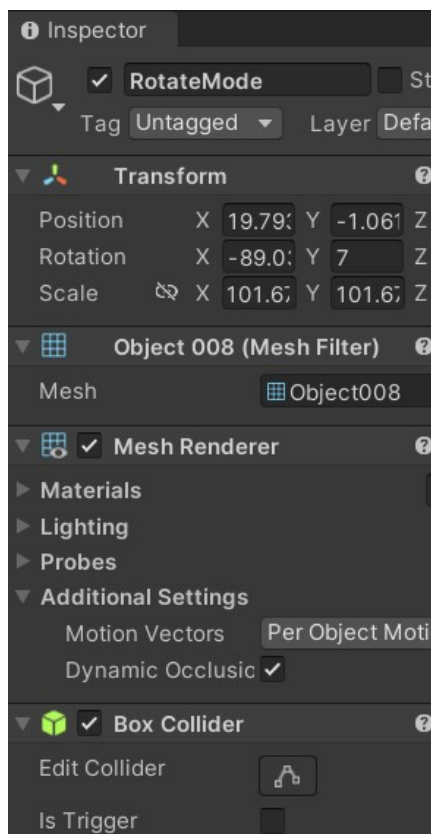 Inspector
RotateMode St
Tag Untagged Layer Defa
Transform
Position X 19.793 Y -1.061 Z
Rotation X -89.03 Y 7 Z
Scale X 101.67 Y 101.67 Z
Object 008 (Mesh Filter)
Mesh Object008
Mesh Renderer
Materials
Lighting
Probes
Additional Settings
Motion Vectors Per Object Moti
Dynamic Occlusic
Box Collider
Edit Collider
Is Trigger